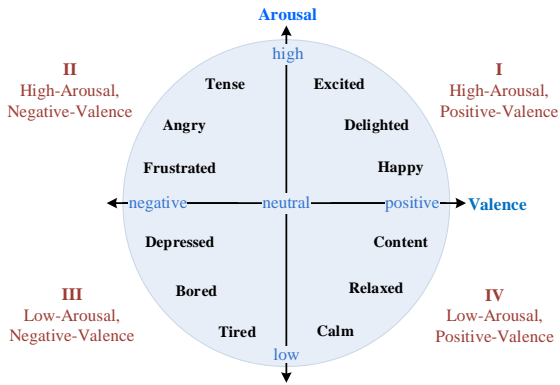 Arousal
high
II
High-Arousal,
Negative-Valence
I
High-Arousal,
Positive-Valence
Tense
Excited
Angry
Delighted
Frustrated
Happy
negative
neutral
positive
Valence
Depressed
Content
Bored
Relaxed
Tired
Calm
III
Low-Arousal,
Negative-Valence
IV
Low-Arousal,
Positive-Valence
low